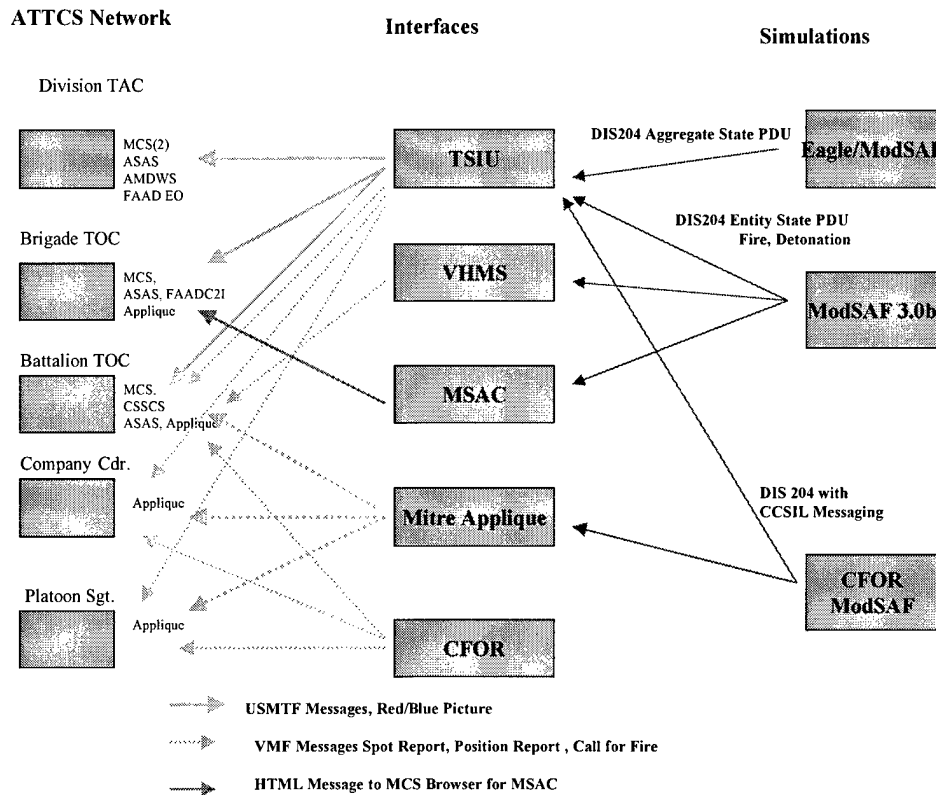 ATTCS Network
Interfaces
Simulations
Division TAC
MCS(2)
ASAS
AMDWS
FAAD EO
TSIU
DIS204 Aggregate State PDU
Eagle/ModSAF
Brigade TOC
MCS,
ASAS, FAADC2I
Applique
VHMS
DIS204 Entity State PDU
Fire, Detonation
ModSAF 3.0b
Battalion TOC
MCS,
CSSCS
ASAS, Applique
MSAC
Company Cdr.
Applique
Mitre Applique
DIS 204 with
CCSIL Messaging
Platoon Sgt.
Applique
CFOR
CFOR
ModSAF
USMTF Messages, Red/Blue Picture
VMF Messages Spot Report, Position Report , Call for Fire
HTML Message to MCS Browser for MSAC